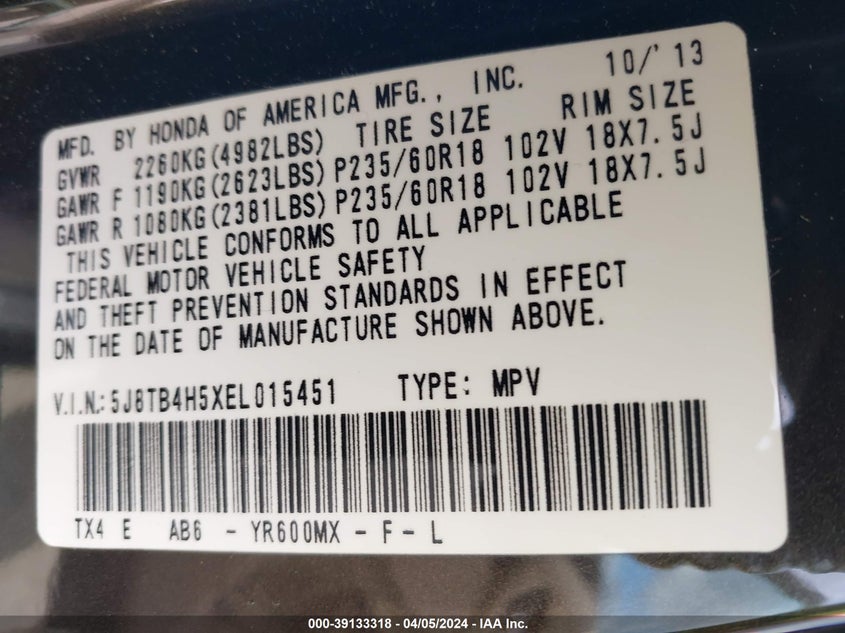 MFD. BY HONDA OF AMERICA MFG., INC. 10/'13
GVWR 2260KG(4982LBS) TIRE SIZE RIM SIZE
GAWR F 1190KG(2623LBS) P235/60R18 102V 18X7.5J
GAWR R 1080KG(2381LBS) P235/60R18 102V 18X7.5J
THIS VEHICLE CONFORMS TO ALL APPLICABLE
FEDERAL MOTOR VEHICLE SAFETY
AND THEFT PREVENTION STANDARDS IN EFFECT
ON THE DATE OF MANUFACTURE SHOWN ABOVE.
V.I.N.: 5J8TB4H5XEL015451 TYPE: MPV
TX4 E AB6 - YR600MX - F - L
000-39133318 / 04/05/2024 - IAA Inc.